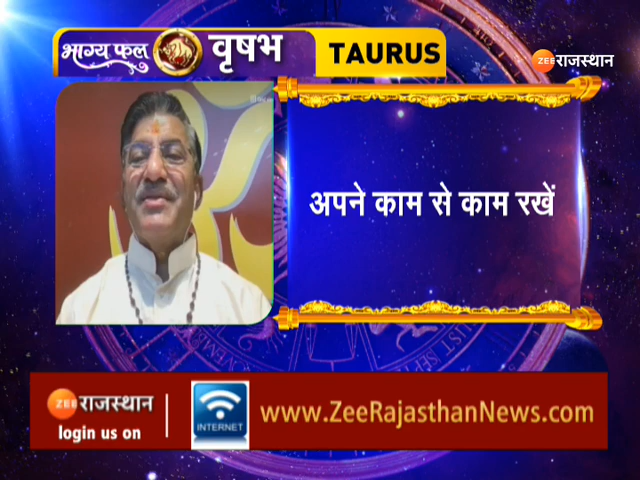 भाग्य फल
वृषभ
TAURUS
ZEE राजस्थान
अपने काम से काम रखें
ZEE राजस्थान
login us on
INTERNET
www.ZeeRajasthanNews.com